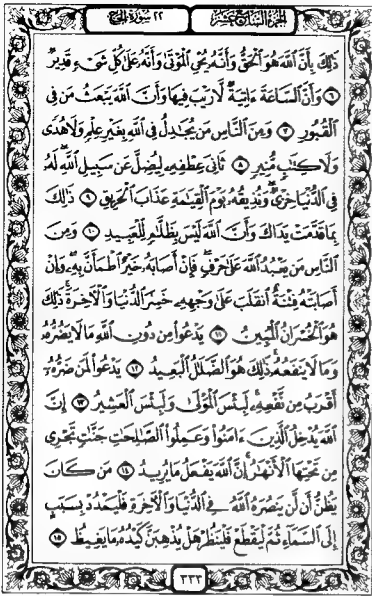 ٢٢ سورة الحج
الجزء السابع عشر
ذَٰلِكَ بِأَنَّ ٱللَّهَ هُوَ ٱلْحَقُّ وَأَنَّهُۥ يُحْىِ ٱلْمَوْتَىٰ وَأَنَّهُۥ عَلَىٰ كُلِّ شَىْءٍ قَدِيرٌ
٦ وَأَنَّ ٱلسَّاعَةَ ءَاتِيَةٌ لَّا رَيْبَ فِيهَا وَأَنَّ ٱللَّهَ يَبْعَثُ مَن فِى
ٱلْقُبُورِ ٧ وَمِنَ ٱلنَّاسِ مَن يُجَٰدِلُ فِى ٱللَّهِ بِغَيْرِ عِلْمٍ وَلَا هُدًى
وَلَا كِتَٰبٍ مُّنِيرٍ ٨ ثَانِىَ عِطْفِهِۦ لِيُضِلَّ عَن سَبِيلِ ٱللَّهِ لَهُۥ
فِى ٱلدُّنْيَا خِزْىٌ وَنُذِيقُهُۥ يَوْمَ ٱلْقِيَٰمَةِ عَذَابَ ٱلْحَرِيقِ ٩ ذَٰلِكَ
بِمَا قَدَّمَتْ يَدَاكَ وَأَنَّ ٱللَّهَ لَيْسَ بِظَلَّٰمٍ لِّلْعَبِيدِ ١٠ وَمِنَ
ٱلنَّاسِ مَن يَعْبُدُ ٱللَّهَ عَلَىٰ حَرْفٍ فَإِنْ أَصَابَهُۥ خَيْرٌ ٱطْمَأَنَّ بِهِۦ وَإِنْ
أَصَابَتْهُ فِتْنَةٌ ٱنقَلَبَ عَلَىٰ وَجْهِهِۦ خَسِرَ ٱلدُّنْيَا وَٱلْءَاخِرَةَ ذَٰلِكَ
هُوَ ٱلْخُسْرَانُ ٱلْمُبِينُ ١١ يَدْعُوا۟ مِن دُونِ ٱللَّهِ مَا لَا يَضُرُّهُۥ
وَمَا لَا يَنفَعُهُۥ ذَٰلِكَ هُوَ ٱلضَّلَٰلُ ٱلْبَعِيدُ ١٢ يَدْعُوا۟ لَمَن ضَرُّهُۥٓ
أَقْرَبُ مِن نَّفْعِهِۦ لَبِئْسَ ٱلْمَوْلَىٰ وَلَبِئْسَ ٱلْعَشِيرُ ١٣ إِنَّ
ٱللَّهَ يُدْخِلُ ٱلَّذِينَ ءَامَنُوا۟ وَعَمِلُوا۟ ٱلصَّٰلِحَٰتِ جَنَّٰتٍ تَجْرِى
مِن تَحْتِهَا ٱلْأَنْهَٰرُ إِنَّ ٱللَّهَ يَفْعَلُ مَا يُرِيدُ ١٤ مَن كَانَ
يَظُنُّ أَن لَّن يَنصُرَهُ ٱللَّهُ فِى ٱلدُّنْيَا وَٱلْءَاخِرَةِ فَلْيَمْدُدْ بِسَبَبٍ
إِلَى ٱلسَّمَآءِ ثُمَّ لْيَقْطَعْ فَلْيَنظُرْ هَلْ يُذْهِبَنَّ كَيْدُهُۥ مَا يَغِيظُ ١٥
٣٣٣